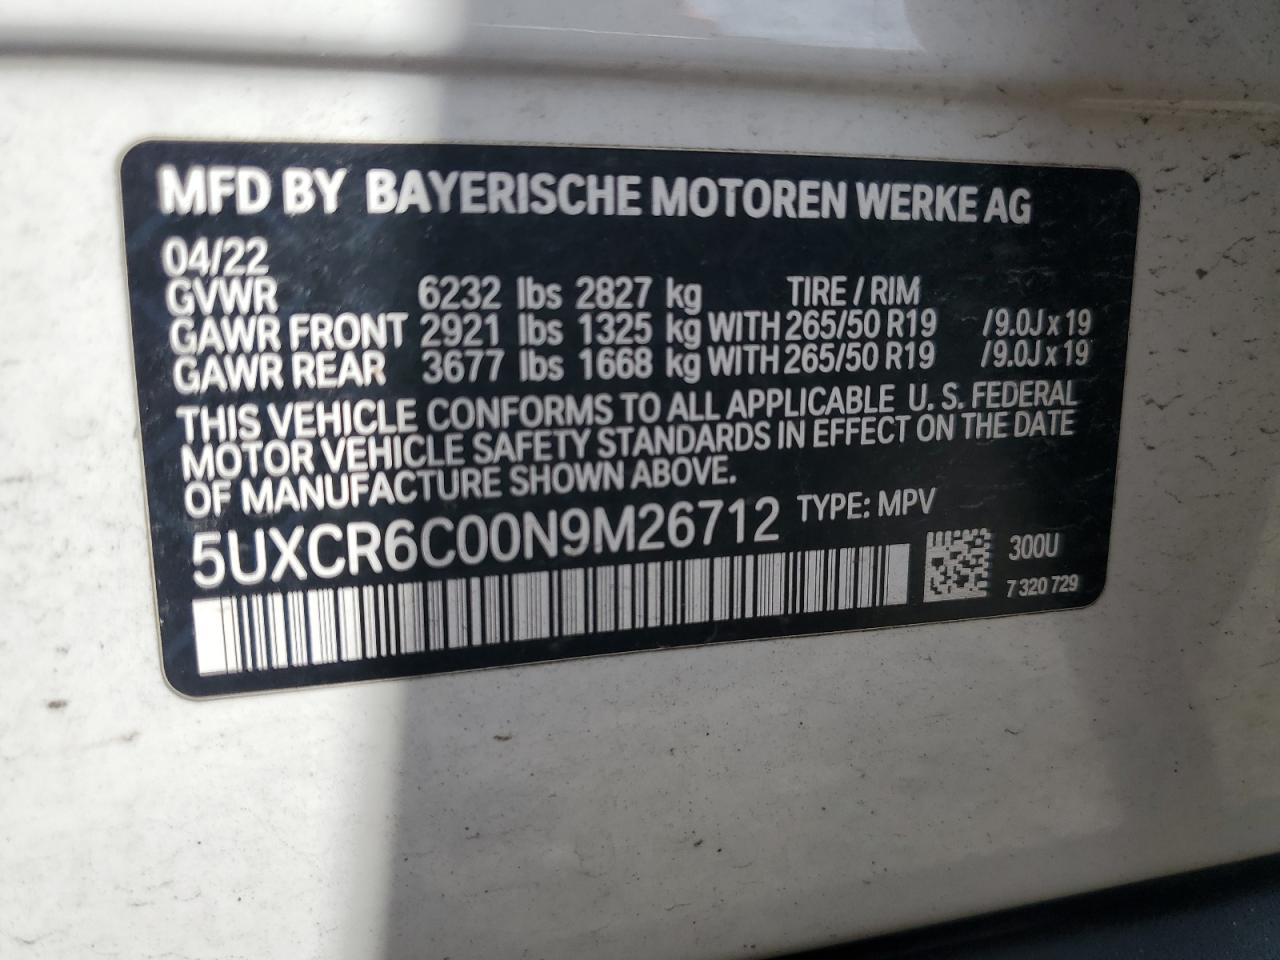 MFD BY BAYERISCHE MOTOREN WERKE AG
04/22
GVWR 6232 lbs 2827 kg TIRE / RIM
GAWR FRONT 2921 lbs 1325 kg WITH 265/50 R19 /9.0J x 19
GAWR REAR 3677 lbs 1668 kg WITH 265/50 R19 /9.0J x 19
THIS VEHICLE CONFORMS TO ALL APPLICABLE U. S. FEDERAL
MOTOR VEHICLE SAFETY STANDARDS IN EFFECT ON THE DATE
OF MANUFACTURE SHOWN ABOVE.
5UXCR6C00N9M26712 TYPE: MPV
300U
7 320 729